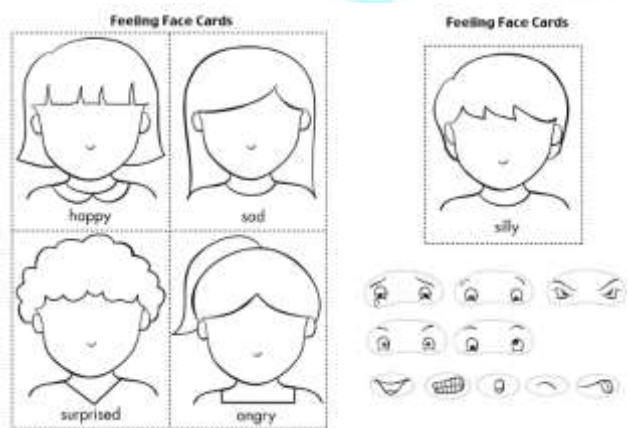 Feeling Face Cards
happy
sad
surprised
angry
Feeling Face Cards
silly